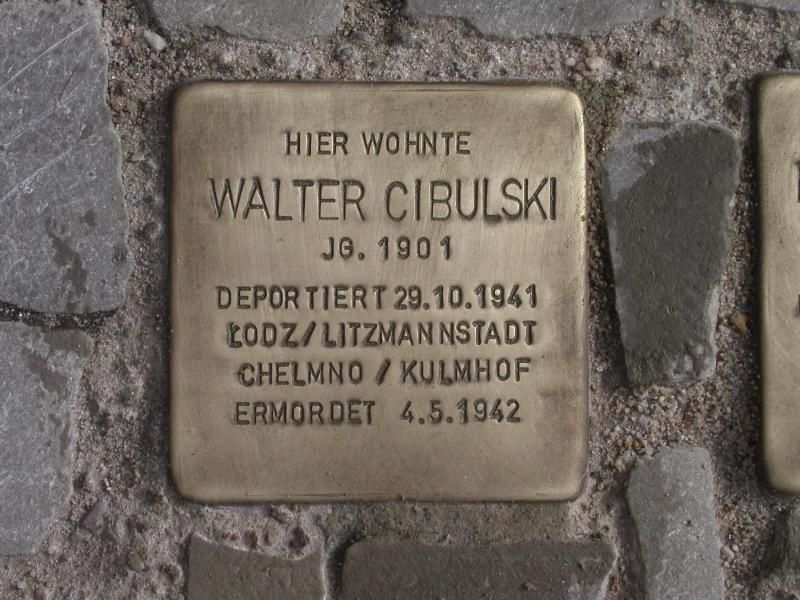 HIER WOHNTE
WALTER CIBULSKI
JG. 1901
DEPORTIERT 29.10.1941
ŁODZ/LITZMANNSTADT
CHELMNO / KULMHOF
ERMORDET 4.5.1942